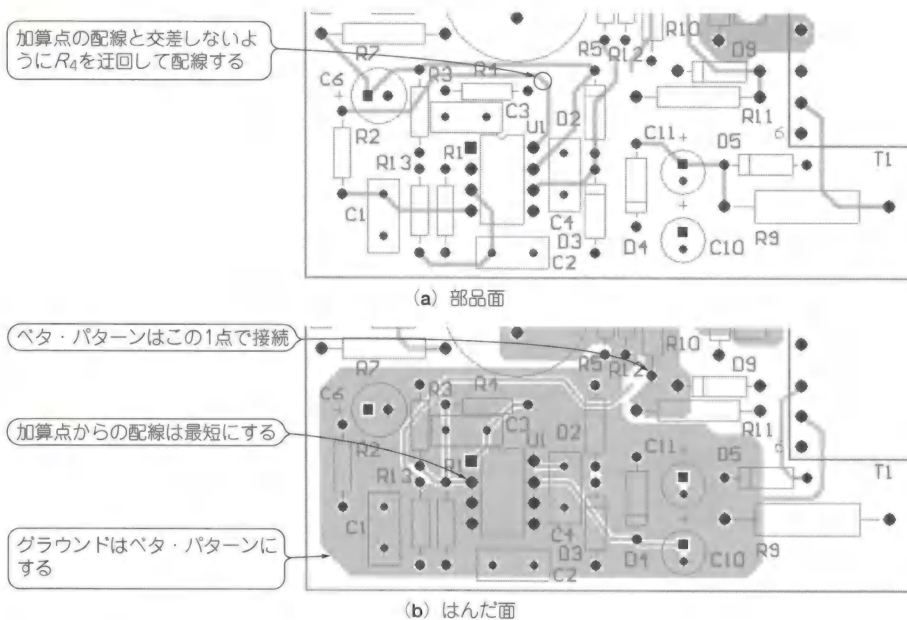 加算点の配線と交差しないよ
うにR₄を迂回して配線する
R7
C6
R3
R4
C3
R2
R13
R1
U1
D2
R5
R12
R10
D9
R11
C11
D5
6
T1
C1
C4
D3
C2
D4
C10
R9
(a) 部品面
ベタ・パターンはこの1点で接続
加算点からの配線は最短にする
グラウンドはベタ・パターンに
する
R7
C6
R3
R4
C3
R2
R13
R1
U1
D2
R5
R12
R10
D9
R11
C11
D5
6
T1
C1
C4
D3
C2
D4
C10
R9
(b) はんだ面